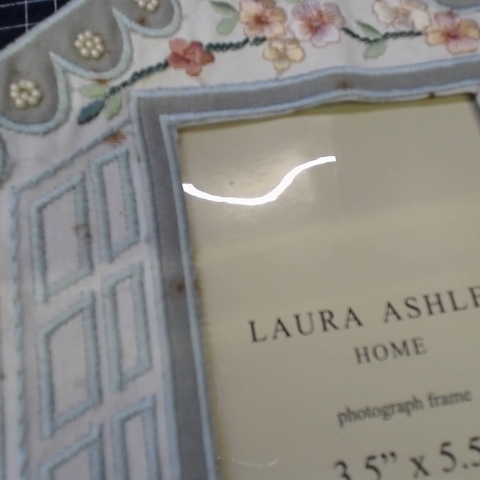 LAURA ASHLE
HOME
photograph frame
3.5" x 5.5